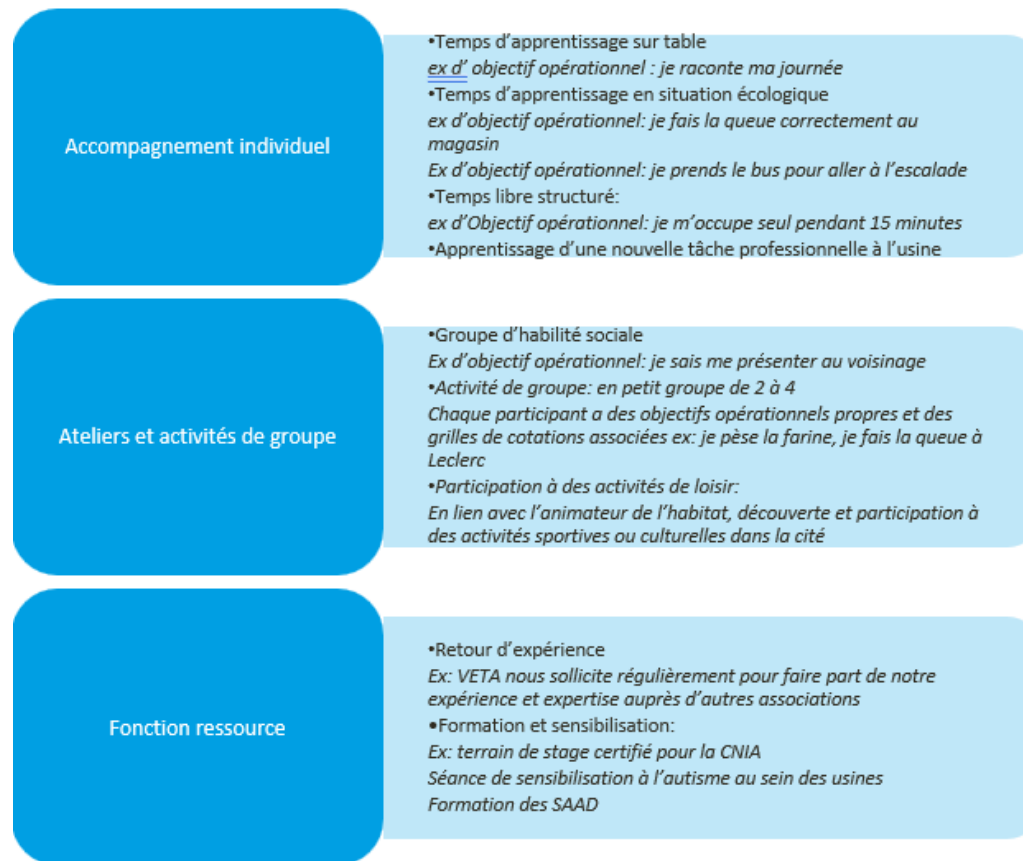 Accompagnement individuel
•Temps d’apprentissage sur table
ex d’ objectif opérationnel : je raconte ma journée
•Temps d’apprentissage en situation écologique
ex d’objectif opérationnel: je fais la queue correctement au
magasin
Ex d’objectif opérationnel: je prends le bus pour aller à l’escalade
•Temps libre structuré:
ex d’Objectif opérationnel: je m’occupe seul pendant 15 minutes
•Apprentissage d’une nouvelle tâche professionnelle à l’usine
Ateliers et activités de groupe
•Groupe d’habilité sociale
Ex d’objectif opérationnel: je sais me présenter au voisinage
•Activité de groupe: en petit groupe de 2 à 4
Chaque participant a des objectifs opérationnels propres et des
grilles de cotations associées ex: je pèse la farine, je fais la queue à
Leclerc
•Participation à des activités de loisir:
En lien avec l’animateur de l’habitat, découverte et participation à
des activités sportives ou culturelles dans la cité
Fonction ressource
•Retour d’expérience
Ex: VETA nous sollicite régulièrement pour faire part de notre
expérience et expertise auprès d’autres associations
•Formation et sensibilisation:
Ex: terrain de stage certifié pour la CNIA
Séance de sensibilisation à l’autisme au sein des usines
Formation des SAAD